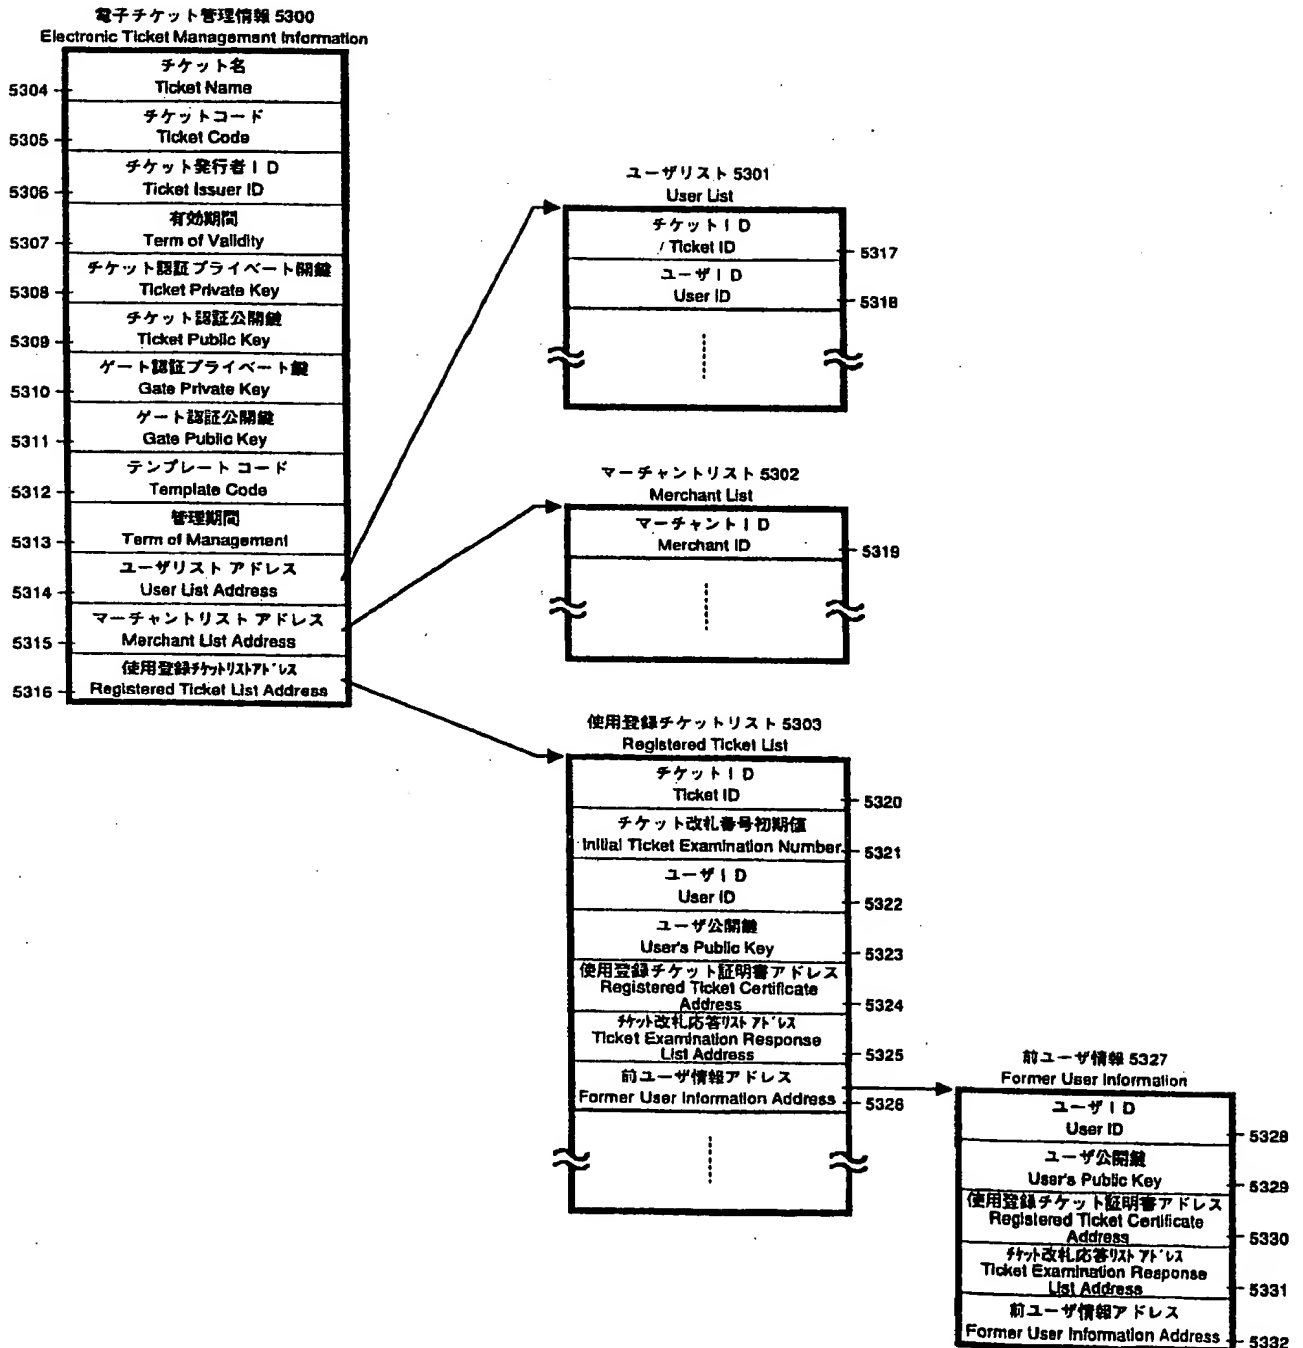 電子チケット管理情報 5300
Electronic Ticket Management Information
チケット名
Ticket Name
5304
チケットコード
Ticket Code
5305
チケット発行者ID
Ticket Issuer ID
5306
有効期間
Term of Validity
5307
チケット認証プライベート開鍵
Ticket Private Key
5308
チケット認証公開鍵
Ticket Public Key
5309
ゲート認証プライベート鍵
Gate Private Key
5310
ゲート認証公開鍵
Gate Public Key
5311
テンプレート コード
Template Code
5312
管理期間
Term of Management
5313
ユーザリスト アドレス
User List Address
5314
マーチャントリスト アドレス
Merchant List Address
5315
使用登録チケットリストアドレス
Registered Ticket List Address
5316
ユーザリスト 5301
User List
チケットID
Ticket ID
5317
ユーザID
User ID
5318
マーチャントリスト 5302
Merchant List
マーチャントID
Merchant ID
5319
使用登録チケットリスト 5303
Registered Ticket List
チケットID
Ticket ID
5320
チケット改札番号初期値
Initial Ticket Examination Number
5321
ユーザID
User ID
5322
ユーザ公開鍵
User's Public Key
5323
使用登録チケット証明書アドレス
Registered Ticket Certificate
Address
5324
チケット改札応答リスト アドレス
Ticket Examination Response
List Address
5325
前ユーザ情報アドレス
Former User Information Address
5326
前ユーザ情報 5327
Former User Information
ユーザID
User ID
5328
ユーザ公開鍵
User's Public Key
5329
使用登録チケット証明書アドレス
Registered Ticket Certificate
Address
5330
チケット改札応答リスト アドレス
Ticket Examination Response
List Address
5331
前ユーザ情報アドレス
Former User Information Address
5332